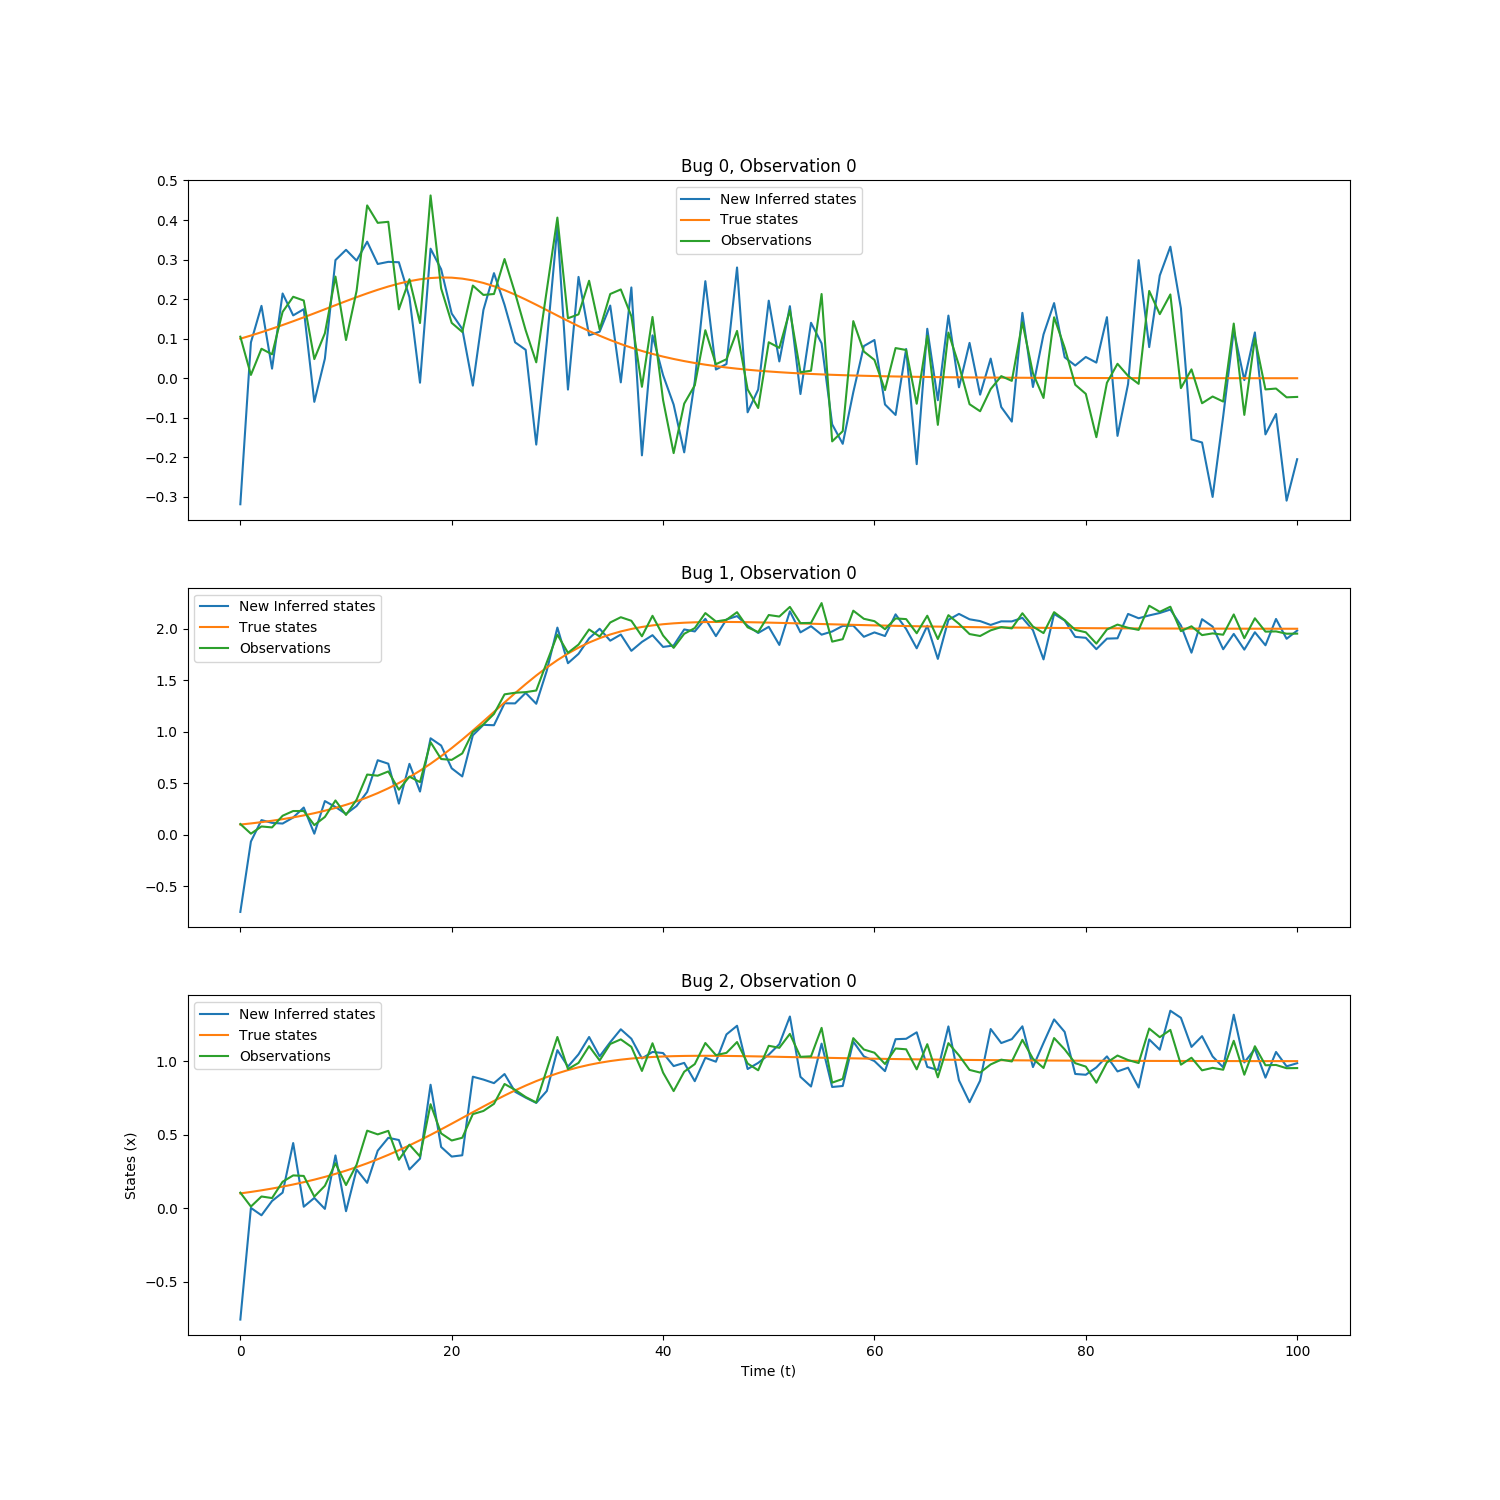 Bug 0, Observation 0
0.5
0.4
0.3
0.2
0.1
0.0
−0.1
−0.2
−0.3
New Inferred states
True states
Observations
Bug 1, Observation 0
2.0
1.5
1.0
0.5
0.0
−0.5
New Inferred states
True states
Observations
Bug 2, Observation 0
1.0
0.5
0.0
−0.5
New Inferred states
True states
Observations
States (x)
0 20 40 60 80 100
Time (t)